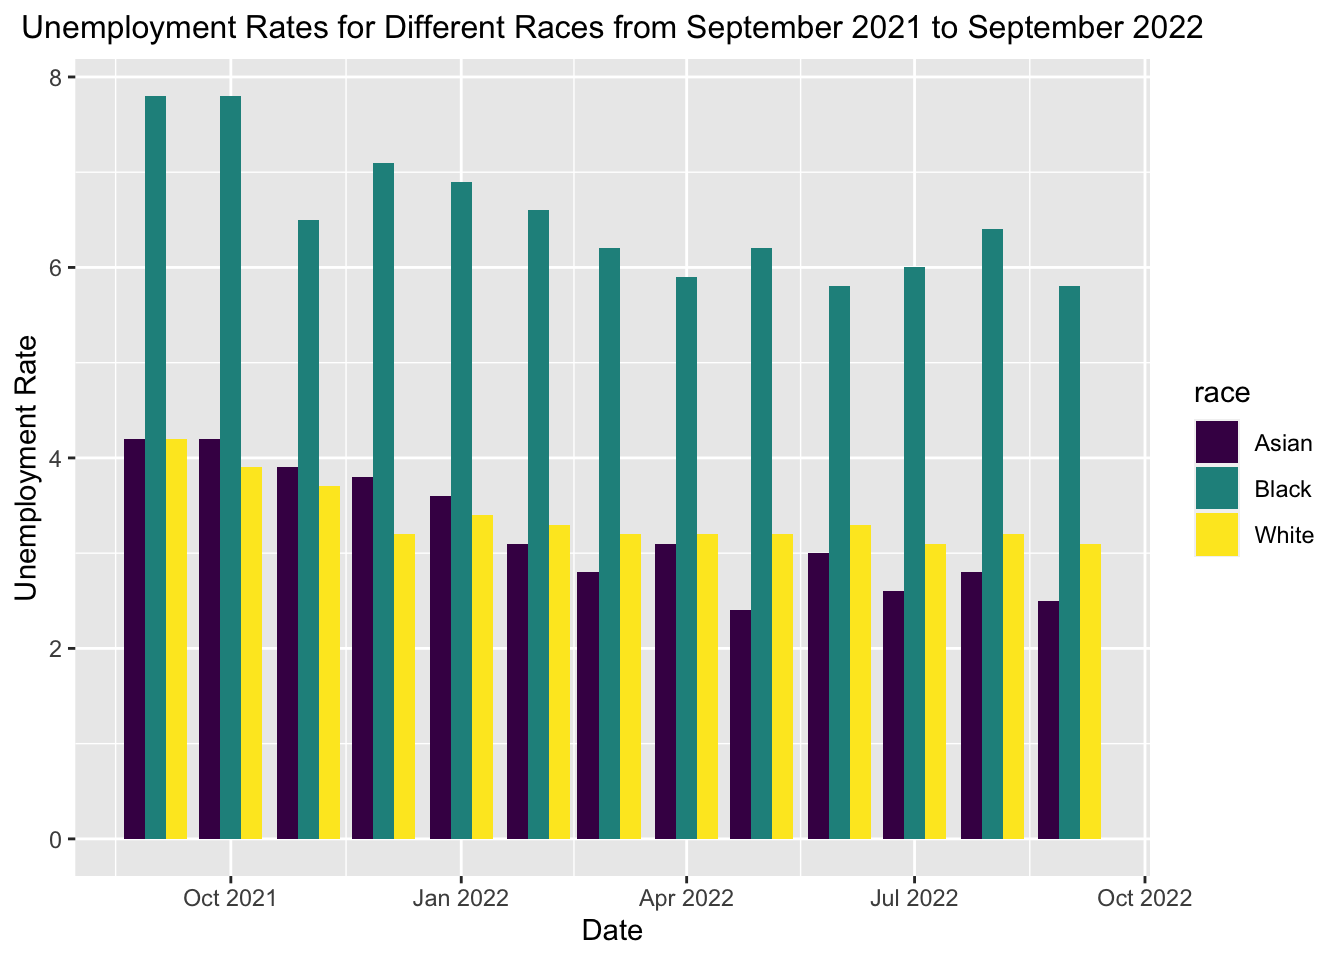 Unemployment Rates for Different Races from September 2021 to September 2022
8
6
4
2
0
Unemployment Rate
Oct 2021
Jan 2022
Apr 2022
Jul 2022
Oct 2022
Date
race
Asian
Black
White